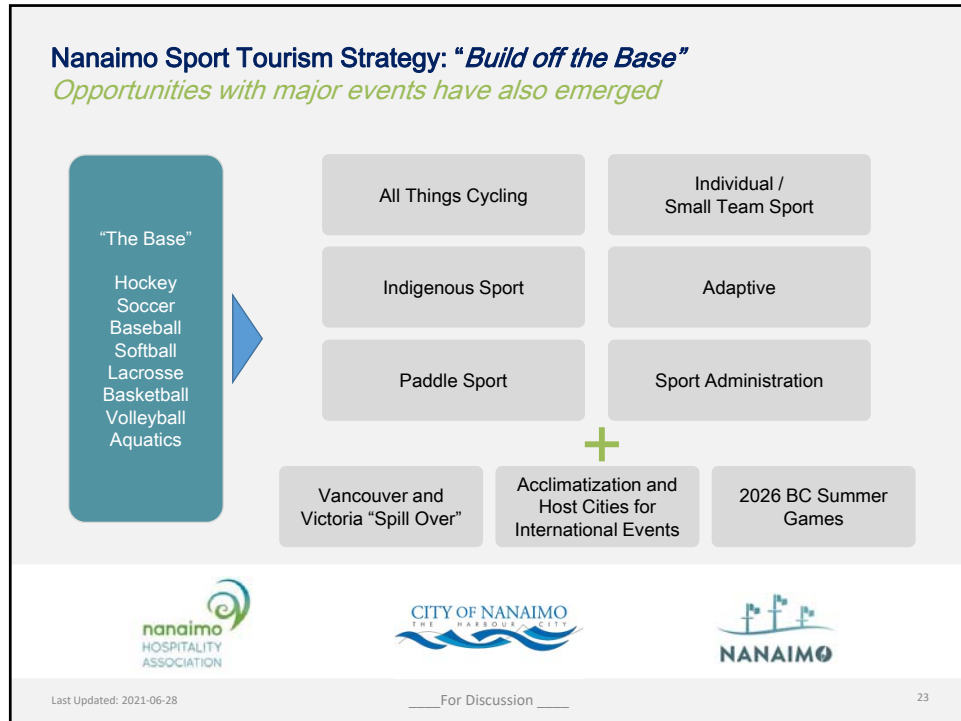 Nanaimo Sport Tourism Strategy: “Build off the Base”
Opportunities with major events have also emerged
“The Base”
Hockey
Soccer
Baseball
Softball
Lacrosse
Basketball
Volleyball
Aquatics
All Things Cycling
Individual /
Small Team Sport
Indigenous Sport
Adaptive
Paddle Sport
Sport Administration
+
Vancouver and
Victoria “Spill Over”
Acclimatization and
Host Cities for
International Events
2026 BC Summer
Games
nanaimo
HOSPITALITY
ASSOCIATION
CITY OF NANAIMO
THE HARBOUR CITY
NANAIMO
Last Updated: 2021-06-28
____For Discussion ____
23